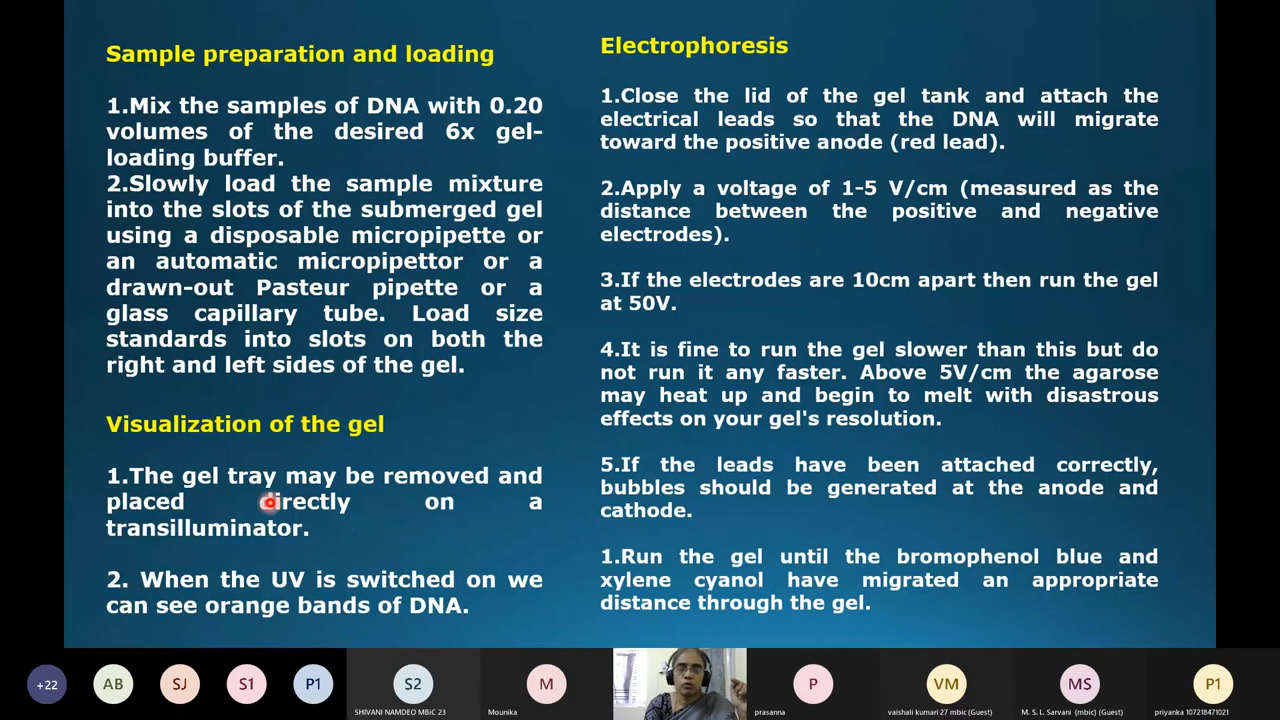 Sample preparation and loading
1.Mix the samples of DNA with 0.20
volumes of the desired 6x gel-
loading buffer.
2.Slowly load the sample mixture
into the slots of the submerged gel
using a disposable micropipette or
an automatic micropipettor or a
drawn-out Pasteur pipette or a
glass capillary tube. Load size
standards into slots on both the
right and left sides of the gel.
Visualization of the gel
1.The gel tray may be removed and
placed directly on a
transilluminator.
2. When the UV is switched on we
can see orange bands of DNA.
Electrophoresis
1.Close the lid of the gel tank and attach the
electrical leads so that the DNA will migrate
toward the positive anode (red lead).
2.Apply a voltage of 1-5 V/cm (measured as the
distance between the positive and negative
electrodes).
3.If the electrodes are 10cm apart then run the gel
at 50V.
4.It is fine to run the gel slower than this but do
not run it any faster. Above 5V/cm the agarose
may heat up and begin to melt with disastrous
effects on your gel's resolution.
5.If the leads have been attached correctly,
bubbles should be generated at the anode and
cathode.
1.Run the gel until the bromophenol blue and
xylene cyanol have migrated an appropriate
distance through the gel.
+22
AB
SJ
S1
P1
S2
SHIVANI NAMDEO MBiC 23
M
Mounika
P
prasanna
VM
vaishali kumari 27 mbic (Guest)
MS
M. S. L. Sarvani (mbic) (Guest)
P1
priyanka 107218471021